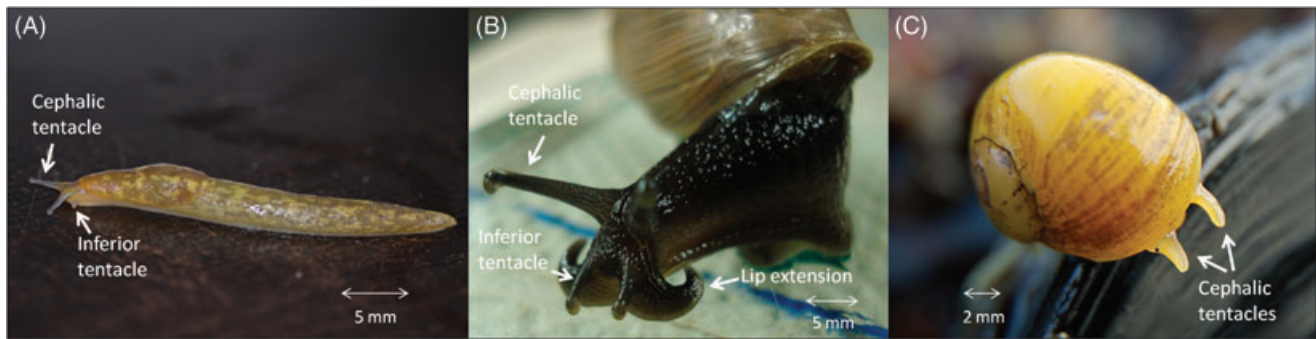 (A)
Cephalic
tentacle
Inferior
tentacle
5 mm
(B)
Cephalic
tentacle
Inferior
tentacle
Lip extension
5 mm
(C)
2 mm
Cephalic
tentacles